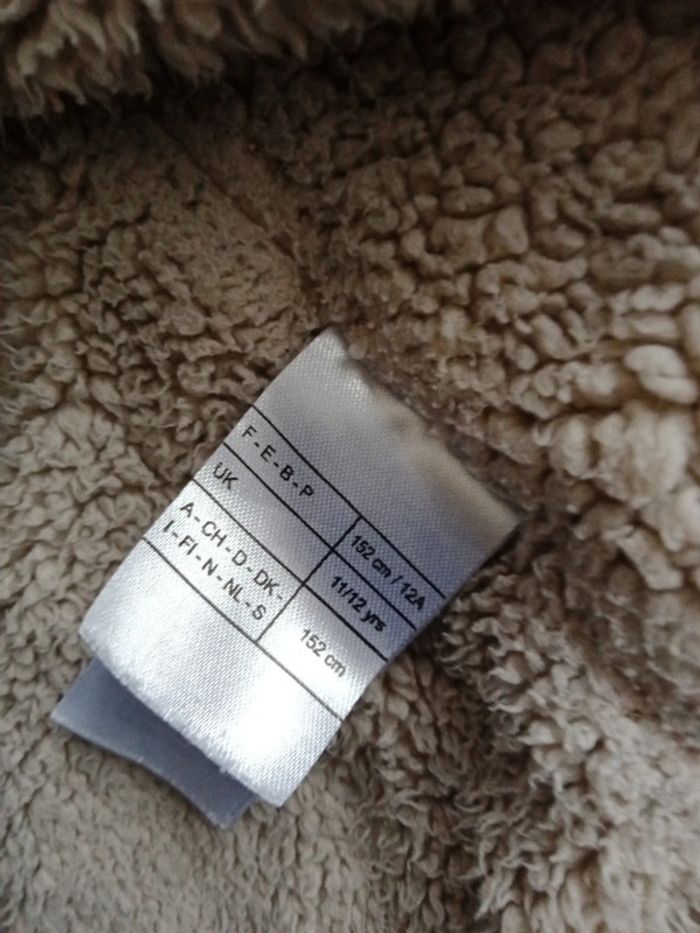 F - E - B - P 152 cm / 12A
UK 11/12 yrs
A - CH - D - DK - 152 cm
I - FI - N - NL - S